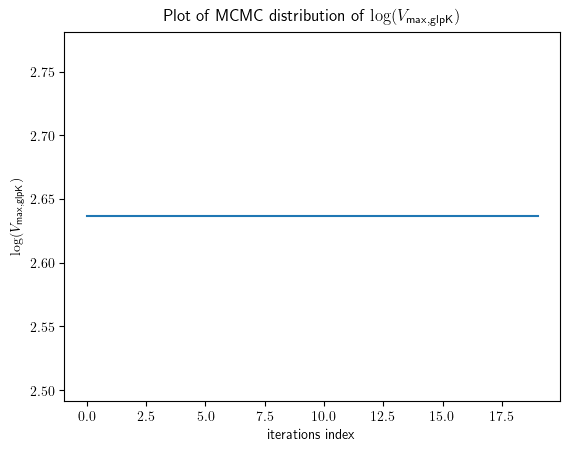 Plot of MCMC distribution of log(V_max,glpK)
log(V_max,glpK)
2.75
2.70
2.65
2.60
2.55
2.50
0.0 2.5 5.0 7.5 10.0 12.5 15.0 17.5
iterations index